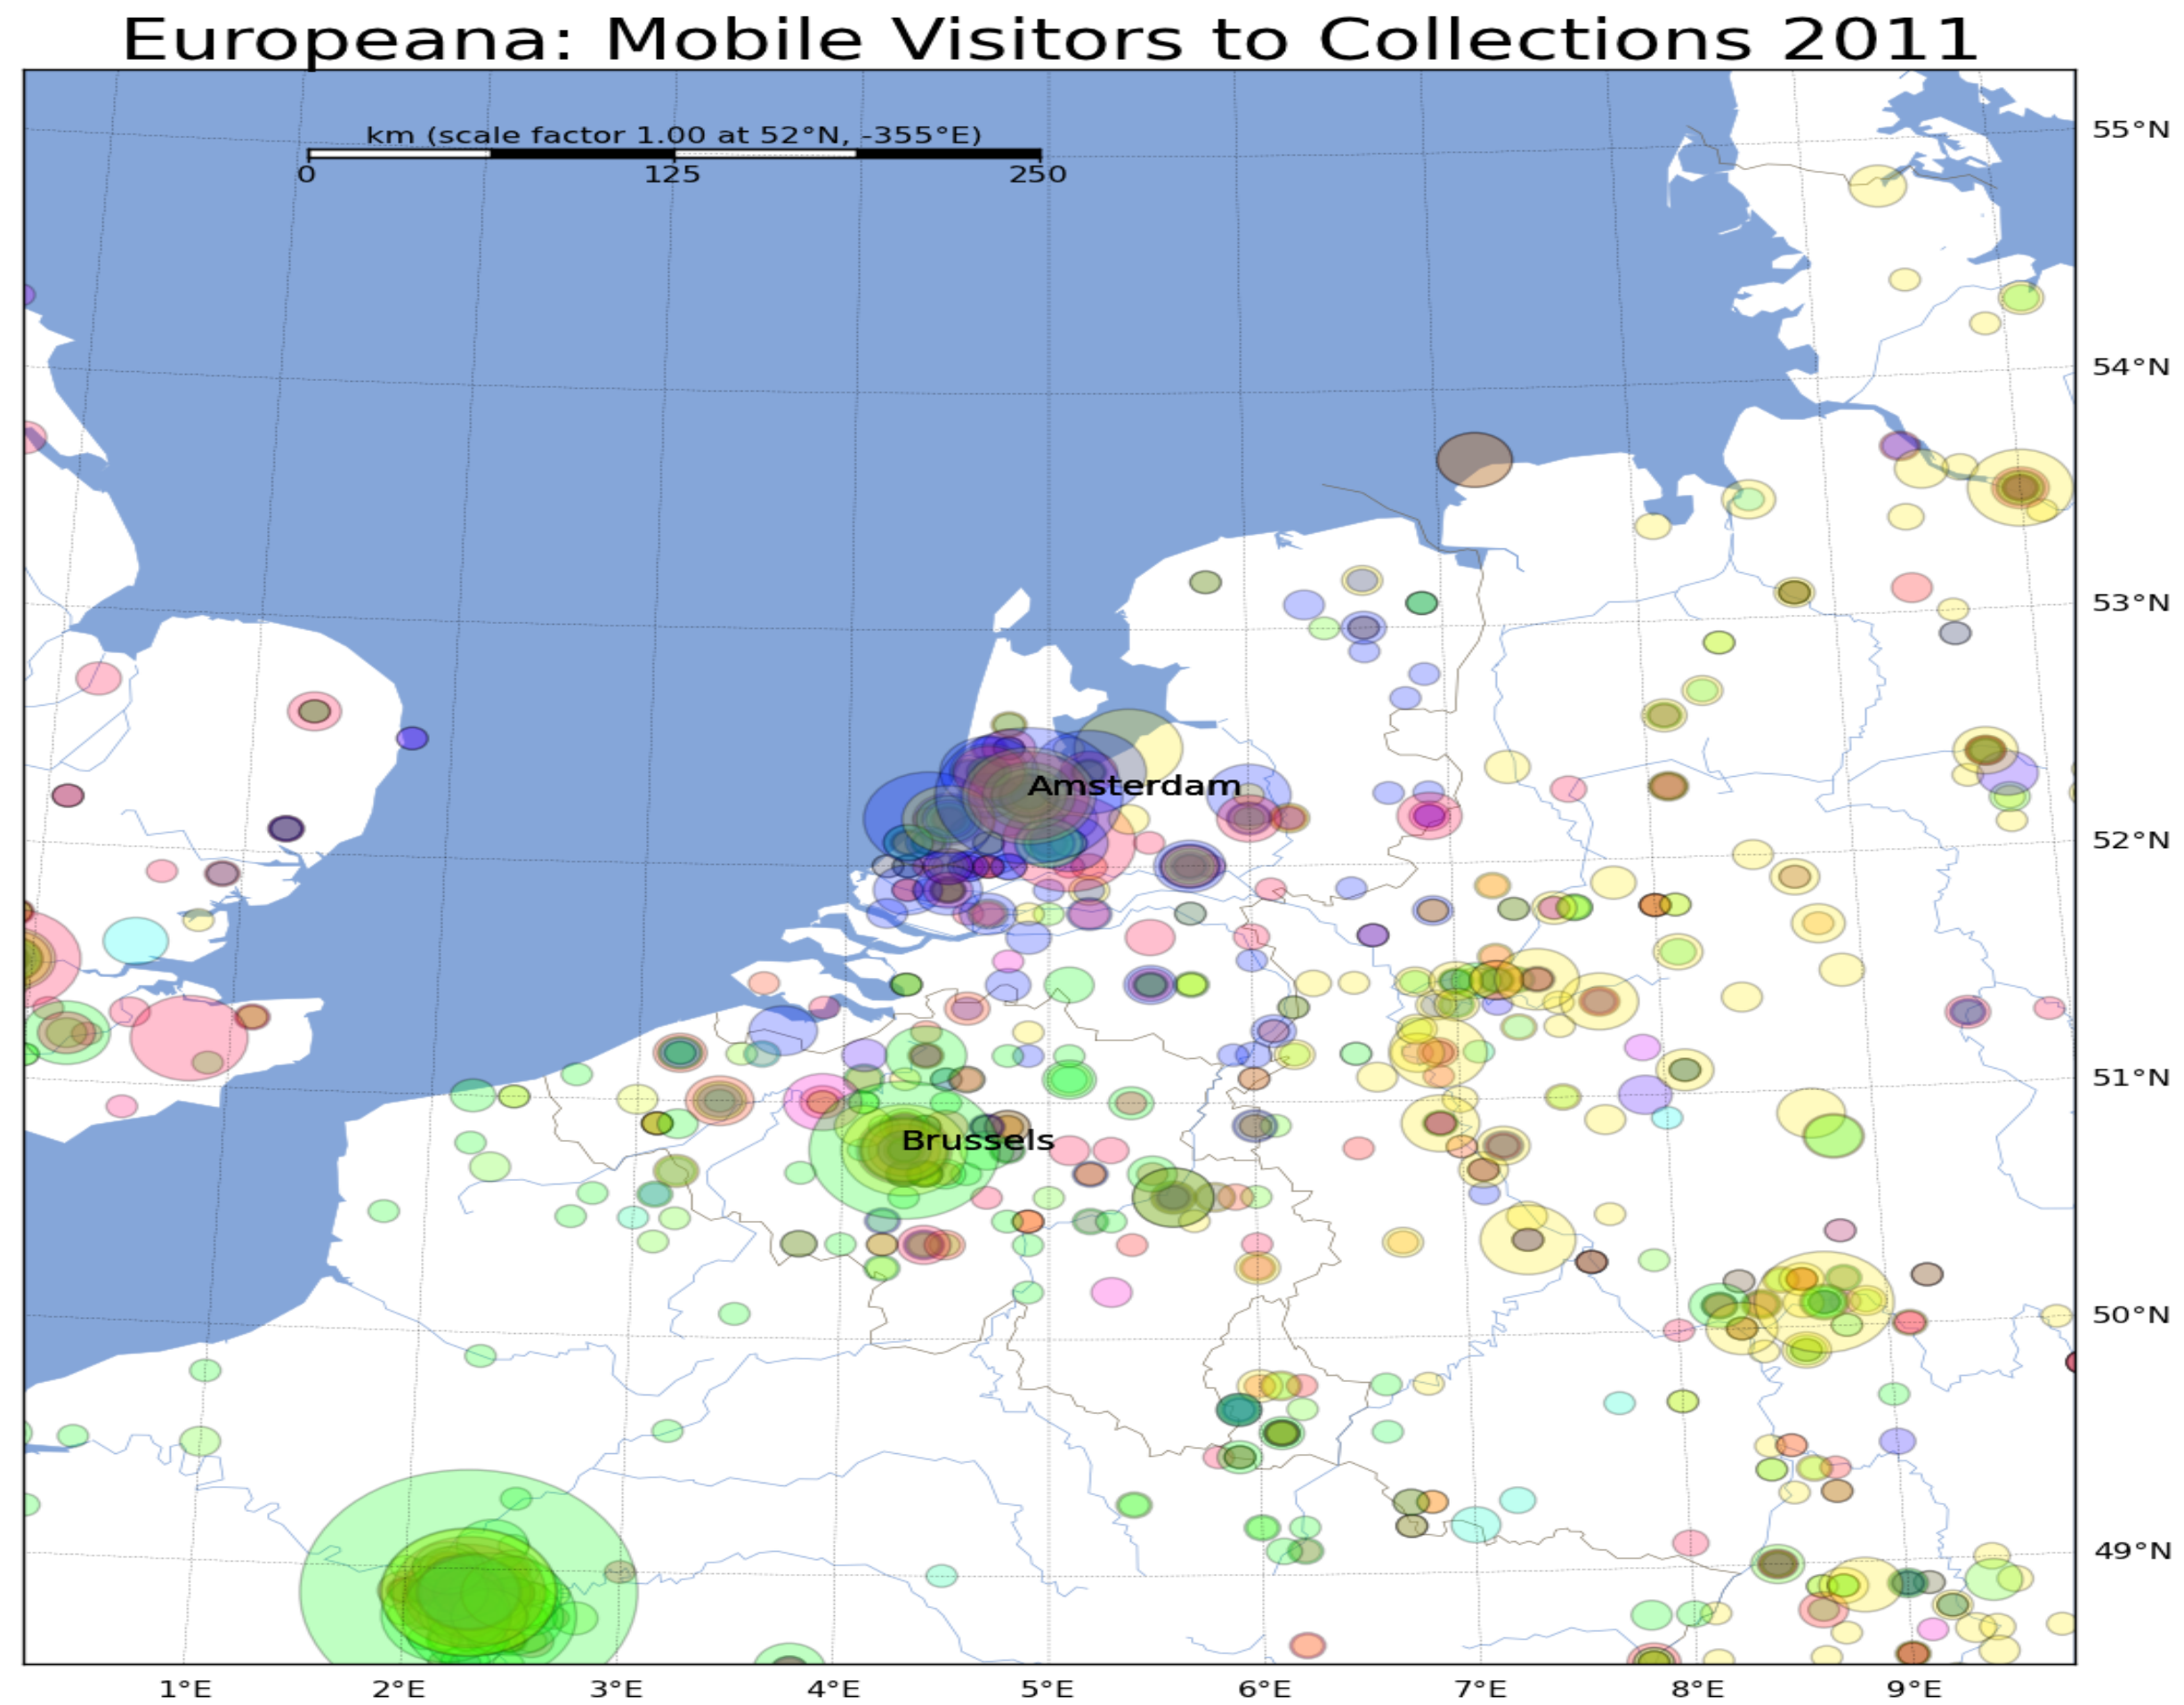 Europeana: Mobile Visitors to Collections 2011
km (scale factor 1.00 at 52°N, -355°E)
0 125 250
55°N
54°N
53°N
Amsterdam
52°N
51°N
Brussels
50°N
49°N
1°E 2°E 3°E 4°E 5°E 6°E 7°E 8°E 9°E